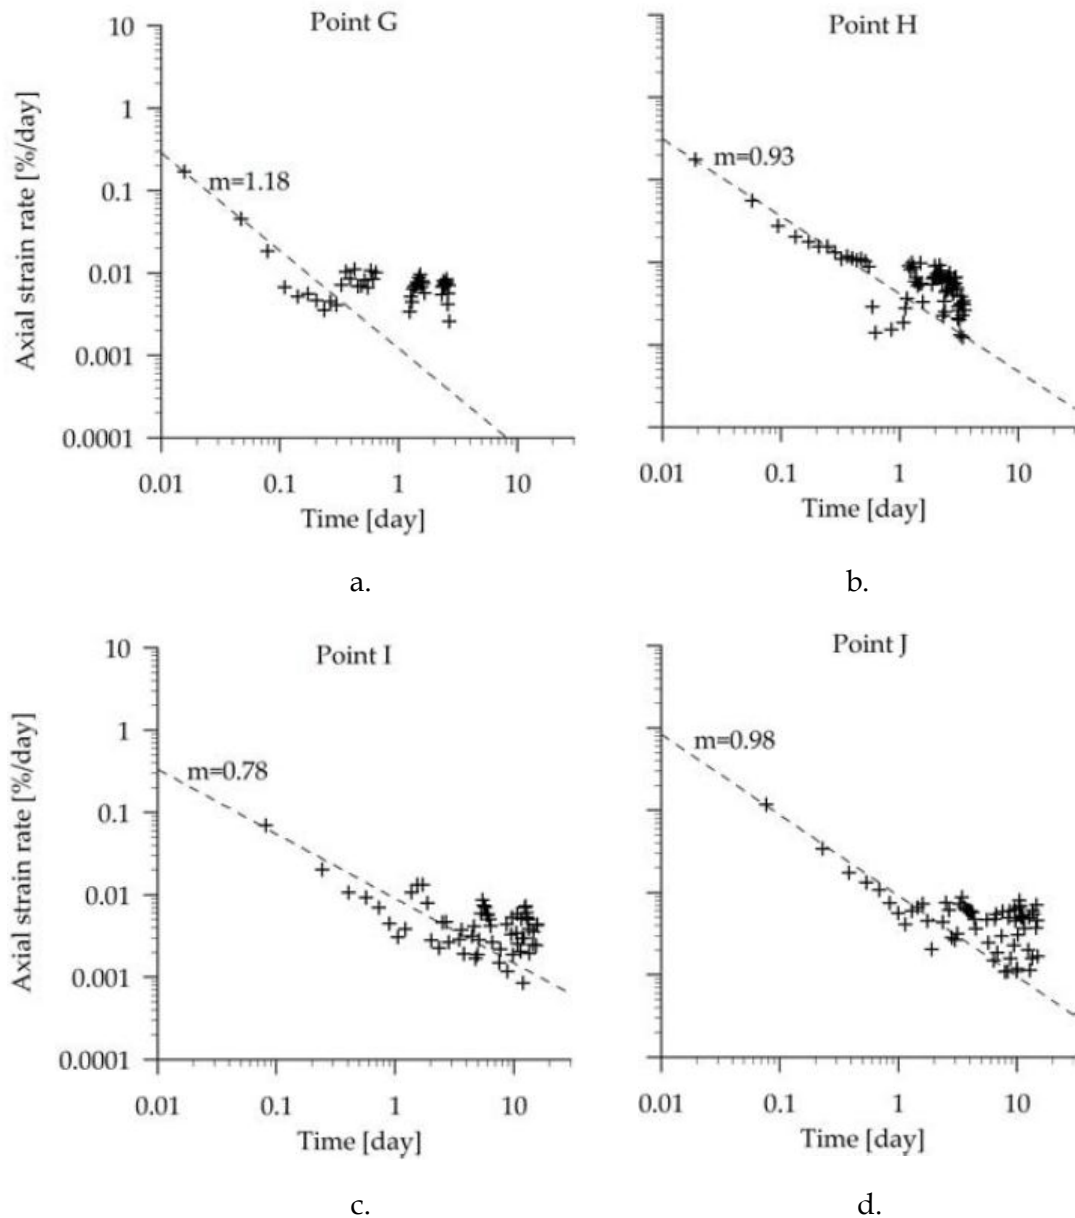 Point G
10
1
0.1
0.01
0.001
0.0001
Axial strain rate [%/day]
m=1.18
0.01 0.1 1 10
Time [day]
a.
Point H
m=0.93
0.01 0.1 1 10
Time [day]
b.
Point I
10
1
0.1
0.01
0.001
0.0001
Axial strain rate [%/day]
m=0.78
0.01 0.1 1 10
Time [day]
c.
Point J
m=0.98
0.01 0.1 1 10
Time [day]
d.